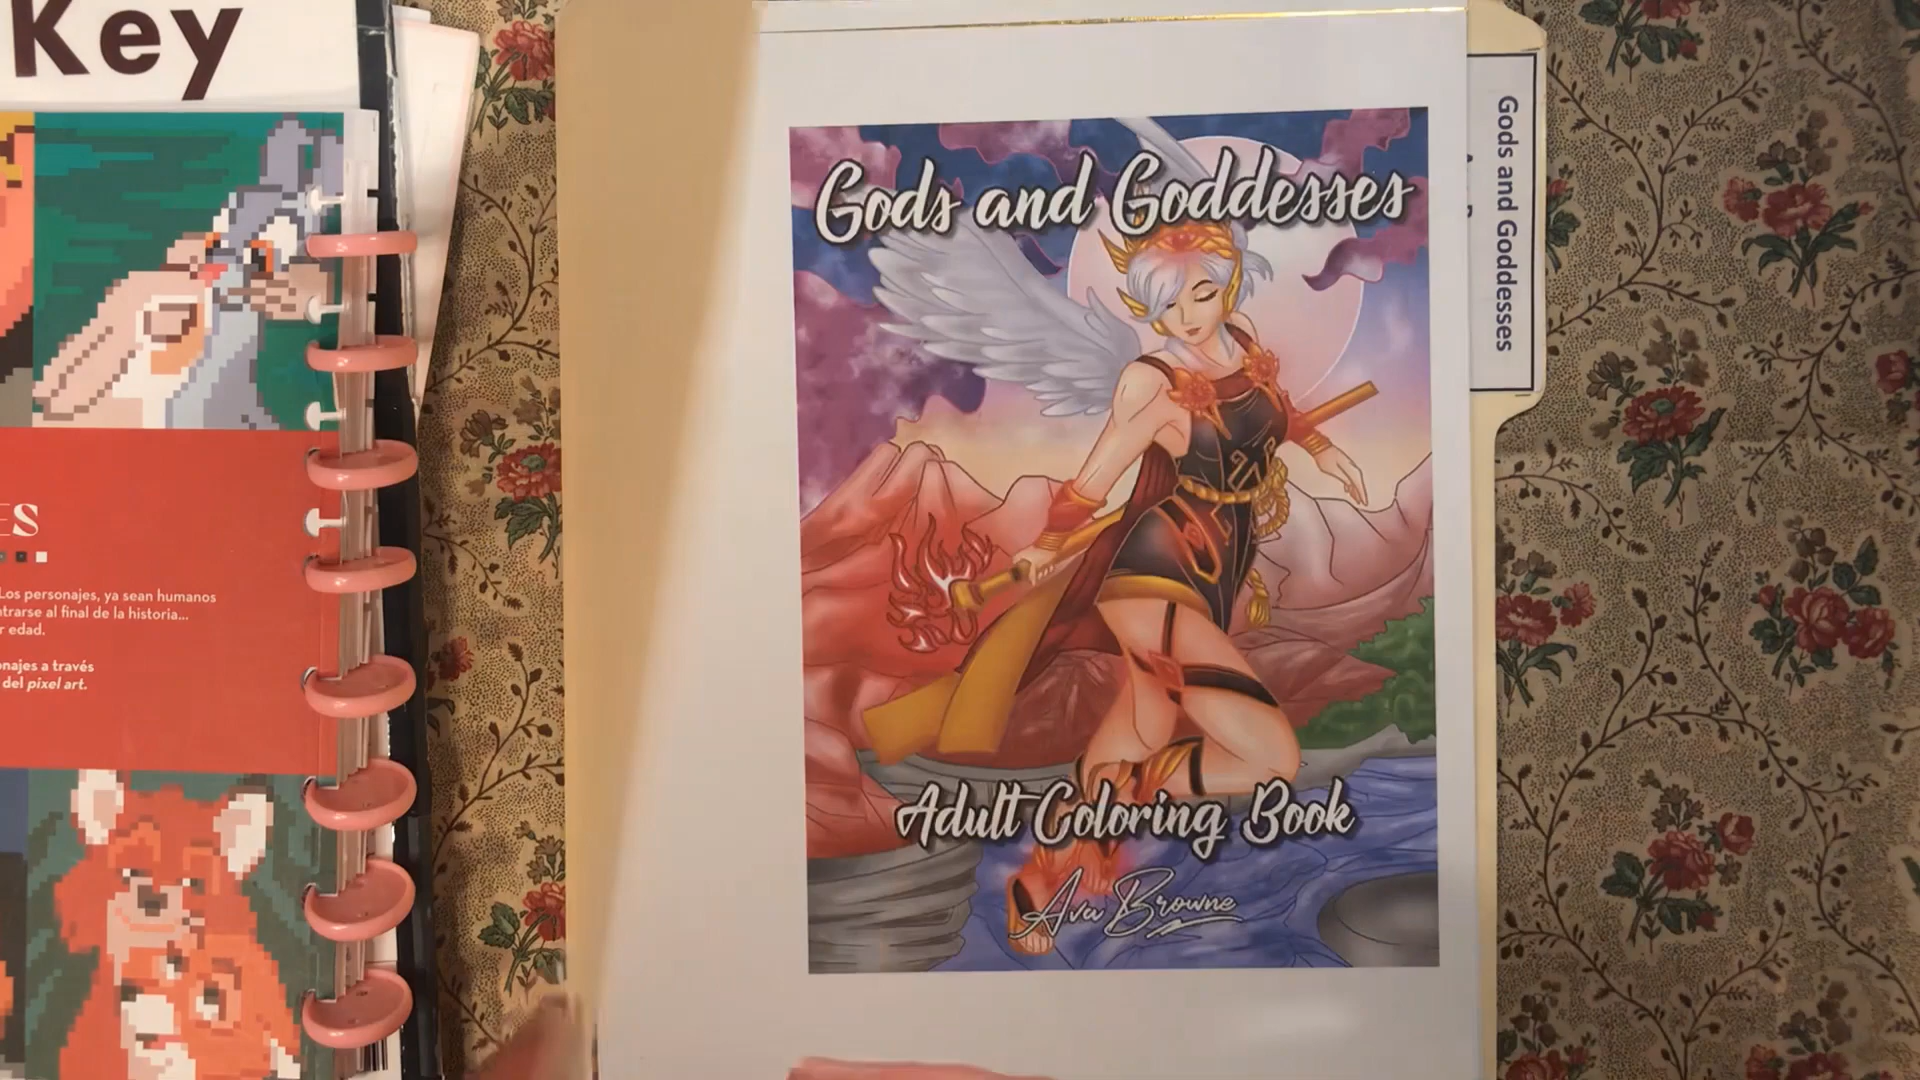 Key
ES
Los personajes, ya sean humanos
ntrarse al final de la historia...
r edad.
onajes a través
del pixel art.
Gods and Goddesses
Adult Coloring Book
Ava Browne
Gods and Goddesses